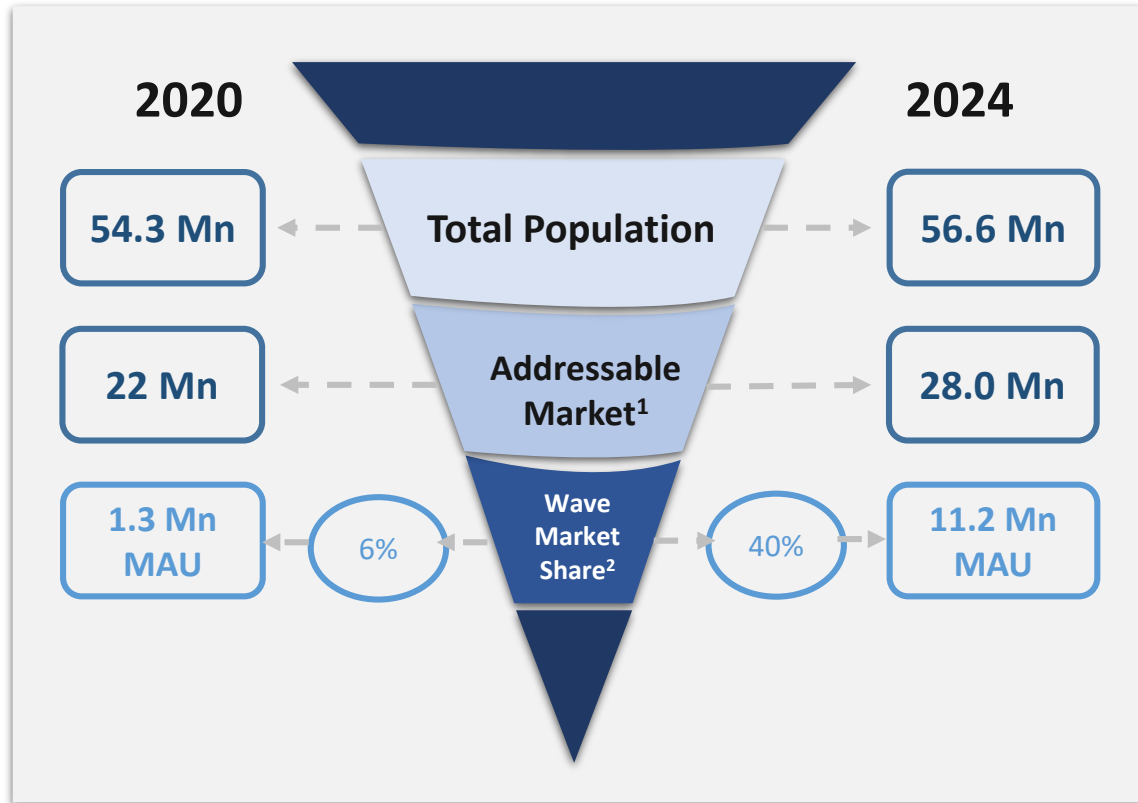 2020
2024
54.3 Mn
Total Population
56.6 Mn
22 Mn
Addressable
Market¹
28.0 Mn
1.3 Mn
MAU
6%
Wave
Market
Share²
40%
11.2 Mn
MAU